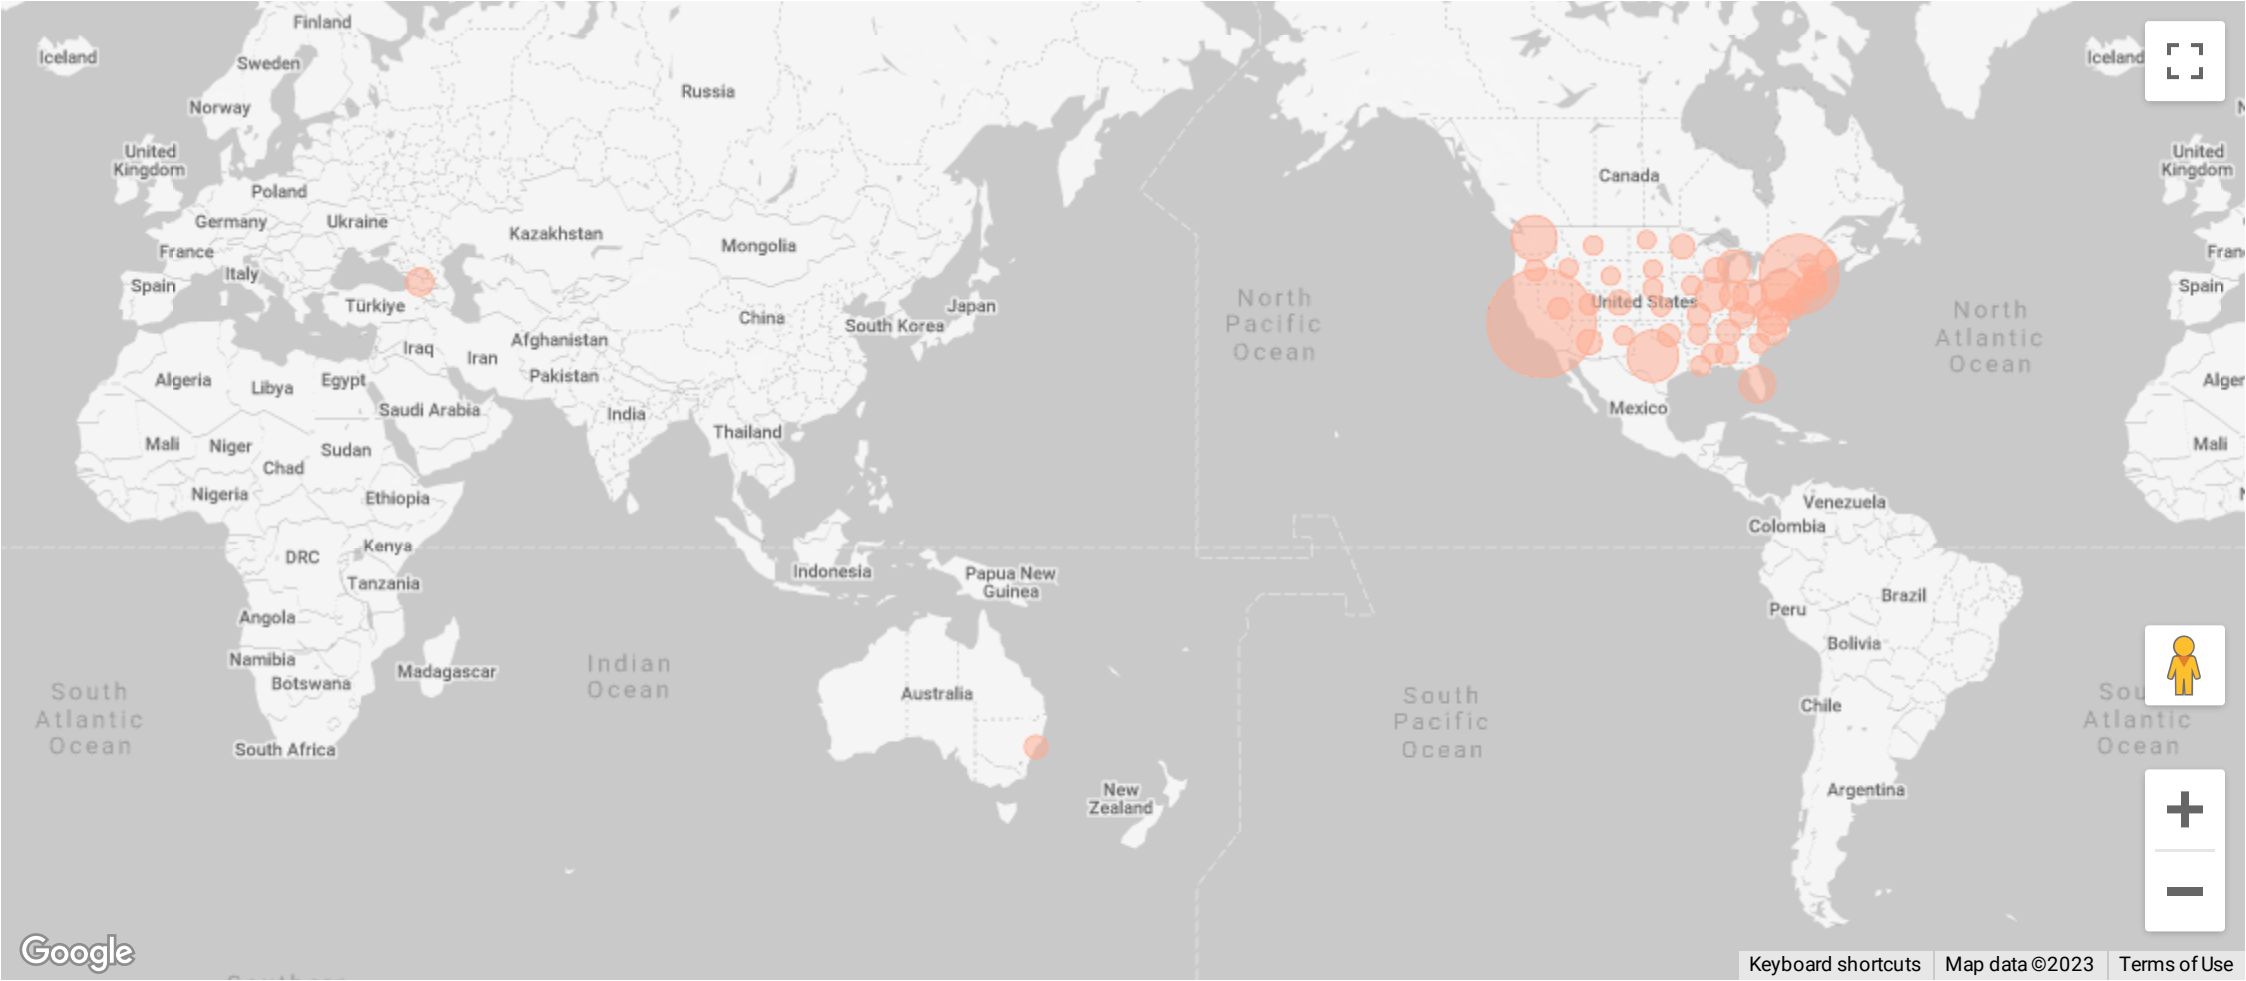 Finland
Iceland
Sweden
Norway
Russia
United
Kingdom
Poland
Germany
Ukraine
France
Kazakhstan
Mongolia
Italy
Spain
Türkiye
Japan
China
South Korea
Iraq
Iran
Afghanistan
Pakistan
Algeria
Libya
Egypt
Saudi Arabia
India
Thailand
Mali
Niger
Sudan
Chad
Nigeria
Ethiopia
Kenya
DRC
Tanzania
Indonesia
Papua New
Guinea
Angola
Namibia
Botswana
Madagascar
South Africa
Australia
New
Zealand
Indian
Ocean
South
Atlantic
Ocean
North
Pacific
Ocean
South
Pacific
Ocean
Canada
United States
Mexico
North
Atlantic
Ocean
Venezuela
Colombia
Brazil
Peru
Bolivia
Chile
Argentina
Iceland
United
Kingdom
Fran
Spain
Alger
Mali
Sou
Atlantic
Ocean
Google
Keyboard shortcuts
Map data ©2023
Terms of Use